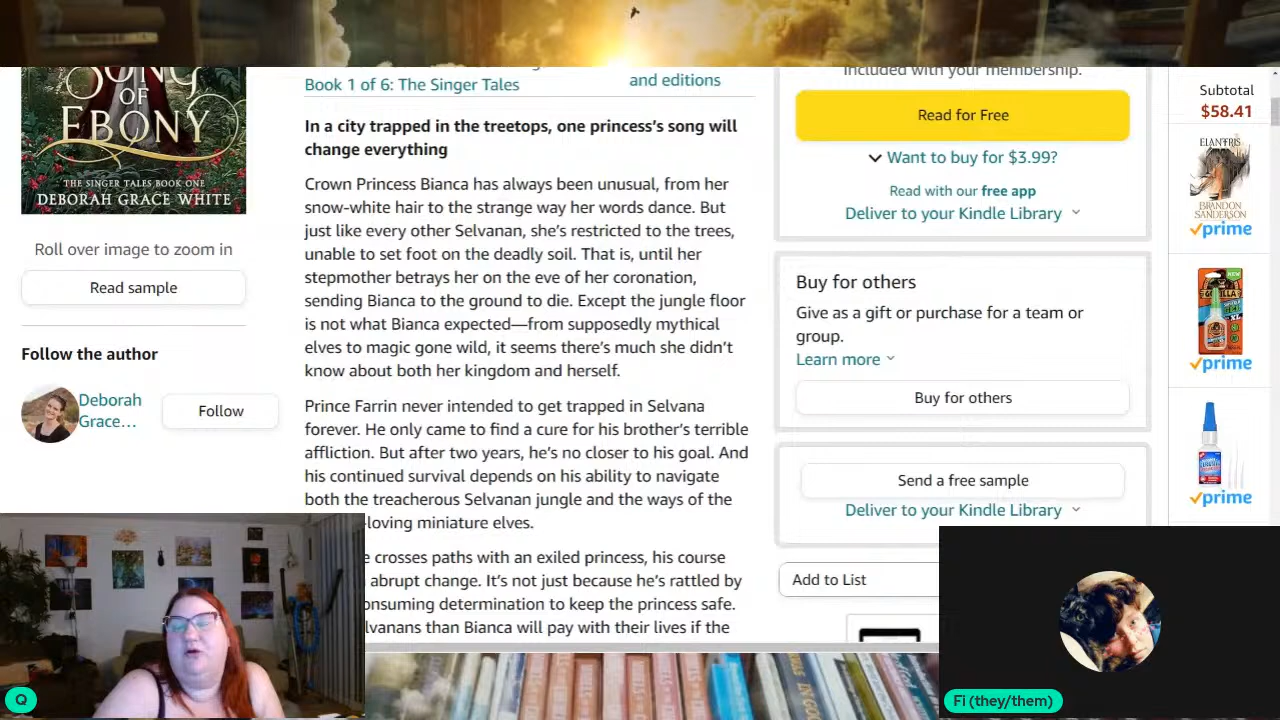 SONG
OF
EBONY
THE SINGER TALES BOOK ONE
DEBORAH GRACE WHITE
Roll over image to zoom in
Read sample
Follow the author
Deborah
Grace…
Follow
Book 1 of 6: The Singer Tales
and editions
In a city trapped in the treetops, one princess’s song will
change everything
Crown Princess Bianca has always been unusual, from her
snow-white hair to the strange way her words dance. But
just like every other Selvanan, she’s restricted to the trees,
unable to set foot on the deadly soil. That is, until her
stepmother betrays her on the eve of her coronation,
sending Bianca to the ground to die. Except the jungle floor
is not what Bianca expected—from supposedly mythical
elves to magic gone wild, it seems there’s much she didn’t
know about both her kingdom and herself.
Prince Farrin never intended to get trapped in Selvana
forever. He only came to find a cure for his brother’s terrible
affliction. But after two years, he’s no closer to his goal. And
his continued survival depends on his ability to navigate
both the treacherous Selvanan jungle and the ways of the
-loving miniature elves.
e crosses paths with an exiled princess, his course
abrupt change. It’s not just because he’s rattled by
onsuming determination to keep the princess safe.
lvanans than Bianca will pay with their lives if the
included with your membership.
Read for Free
Want to buy for $3.99?
Read with our free app
Deliver to your Kindle Library
Buy for others
Give as a gift or purchase for a team or
group.
Learn more
Buy for others
Send a free sample
Deliver to your Kindle Library
Add to List
Subtotal
$58.41
ELANTRIS
BRANDON
SANDERSON
prime
GORILLA
prime
prime
Q
Fi (they/them)